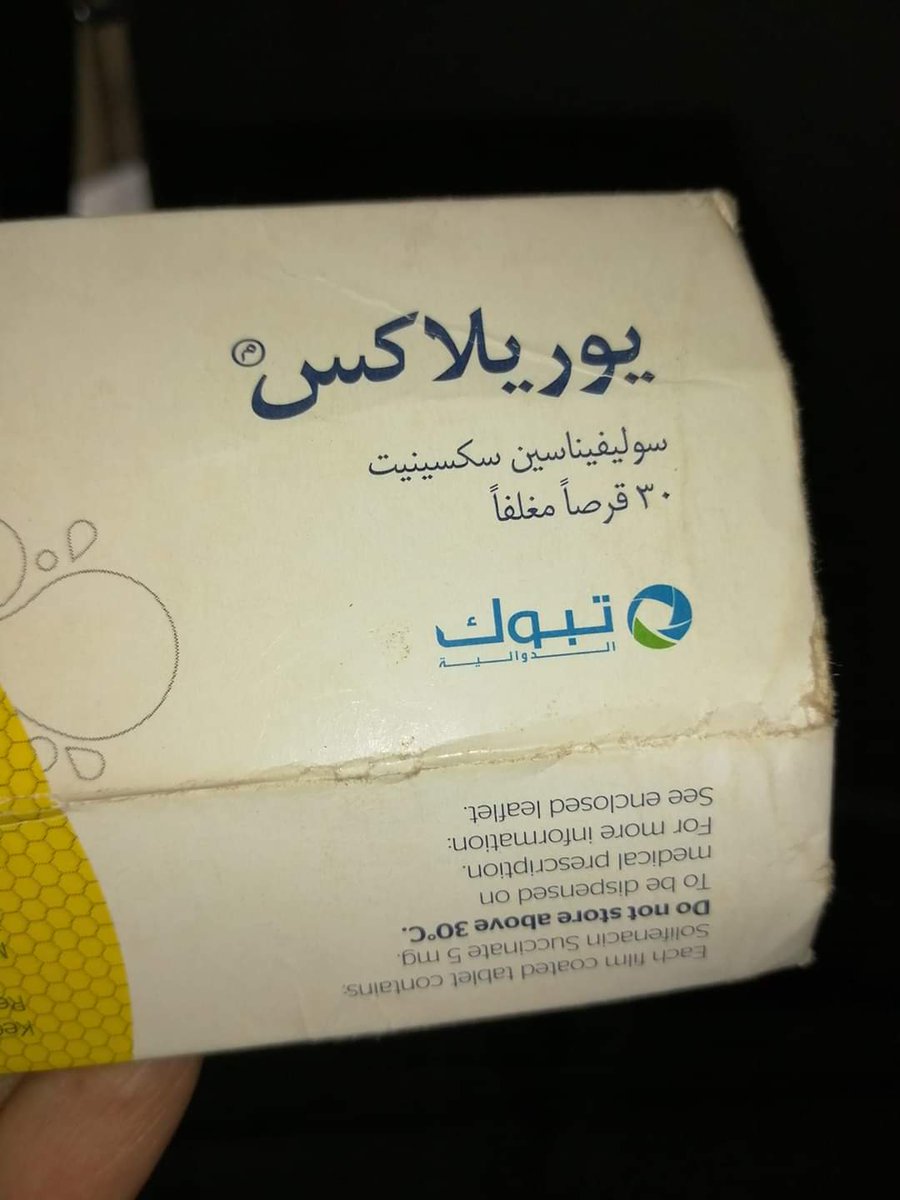 يوريلاكس م
سوليفيناسين سكسينيت
٣٠ قرصاً مغلفاً
تبوك
الدوالية
Each film coated tablet contains:
Solifenacin Succinate 5 mg.
Do not store above 30°C.
To be dispensed on
medical prescription.
For more information:
See enclosed leaflet.